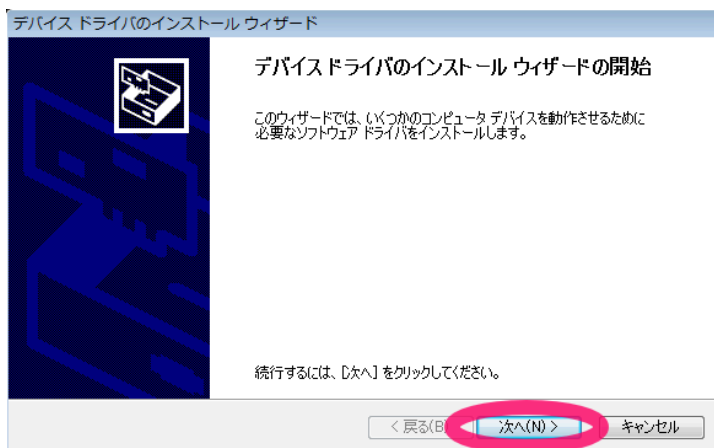 デバイス ドライバのインストール ウィザード
デバイス ドライバのインストール ウィザードの開始
このウィザードでは、いくつかのコンピュータ デバイスを動作させるために
必要なソフトウェア ドライバをインストールします。
続行するには、[次へ] をクリックしてください。
< 戻る(B 次へ(N) > キャンセル